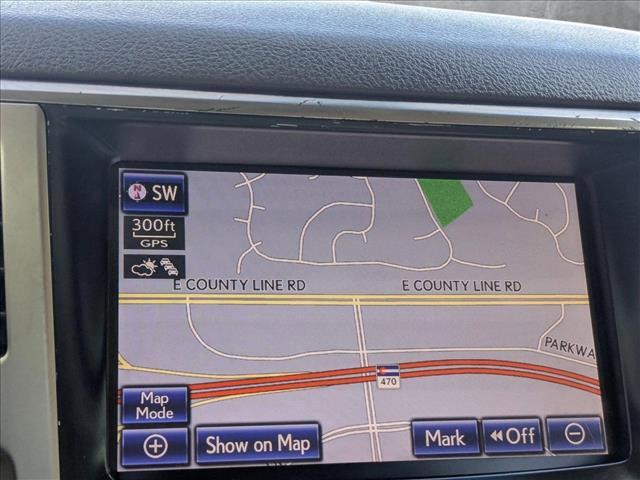 SW
300ft
GPS
E COUNTY LINE RD
E COUNTY LINE RD
PARKWA
470
Map
Mode
Show on Map
Mark
Off